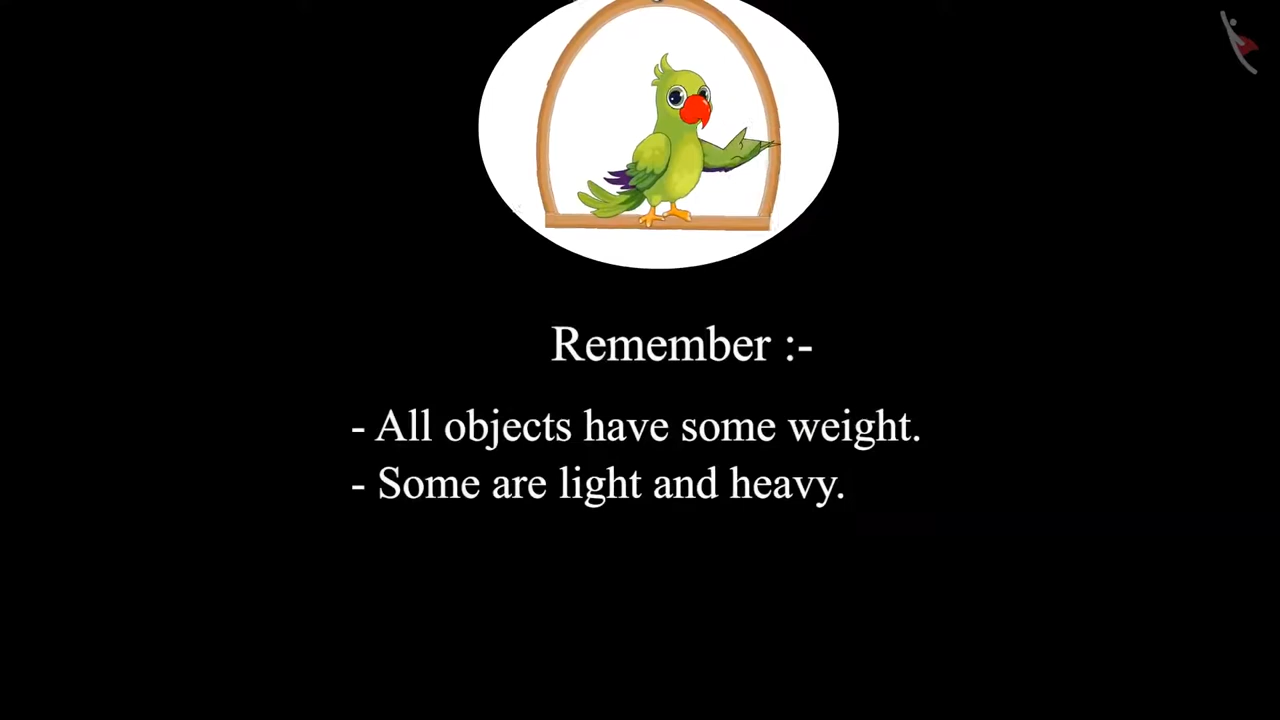 Remember :-
- All objects have some weight.
- Some are light and heavy.